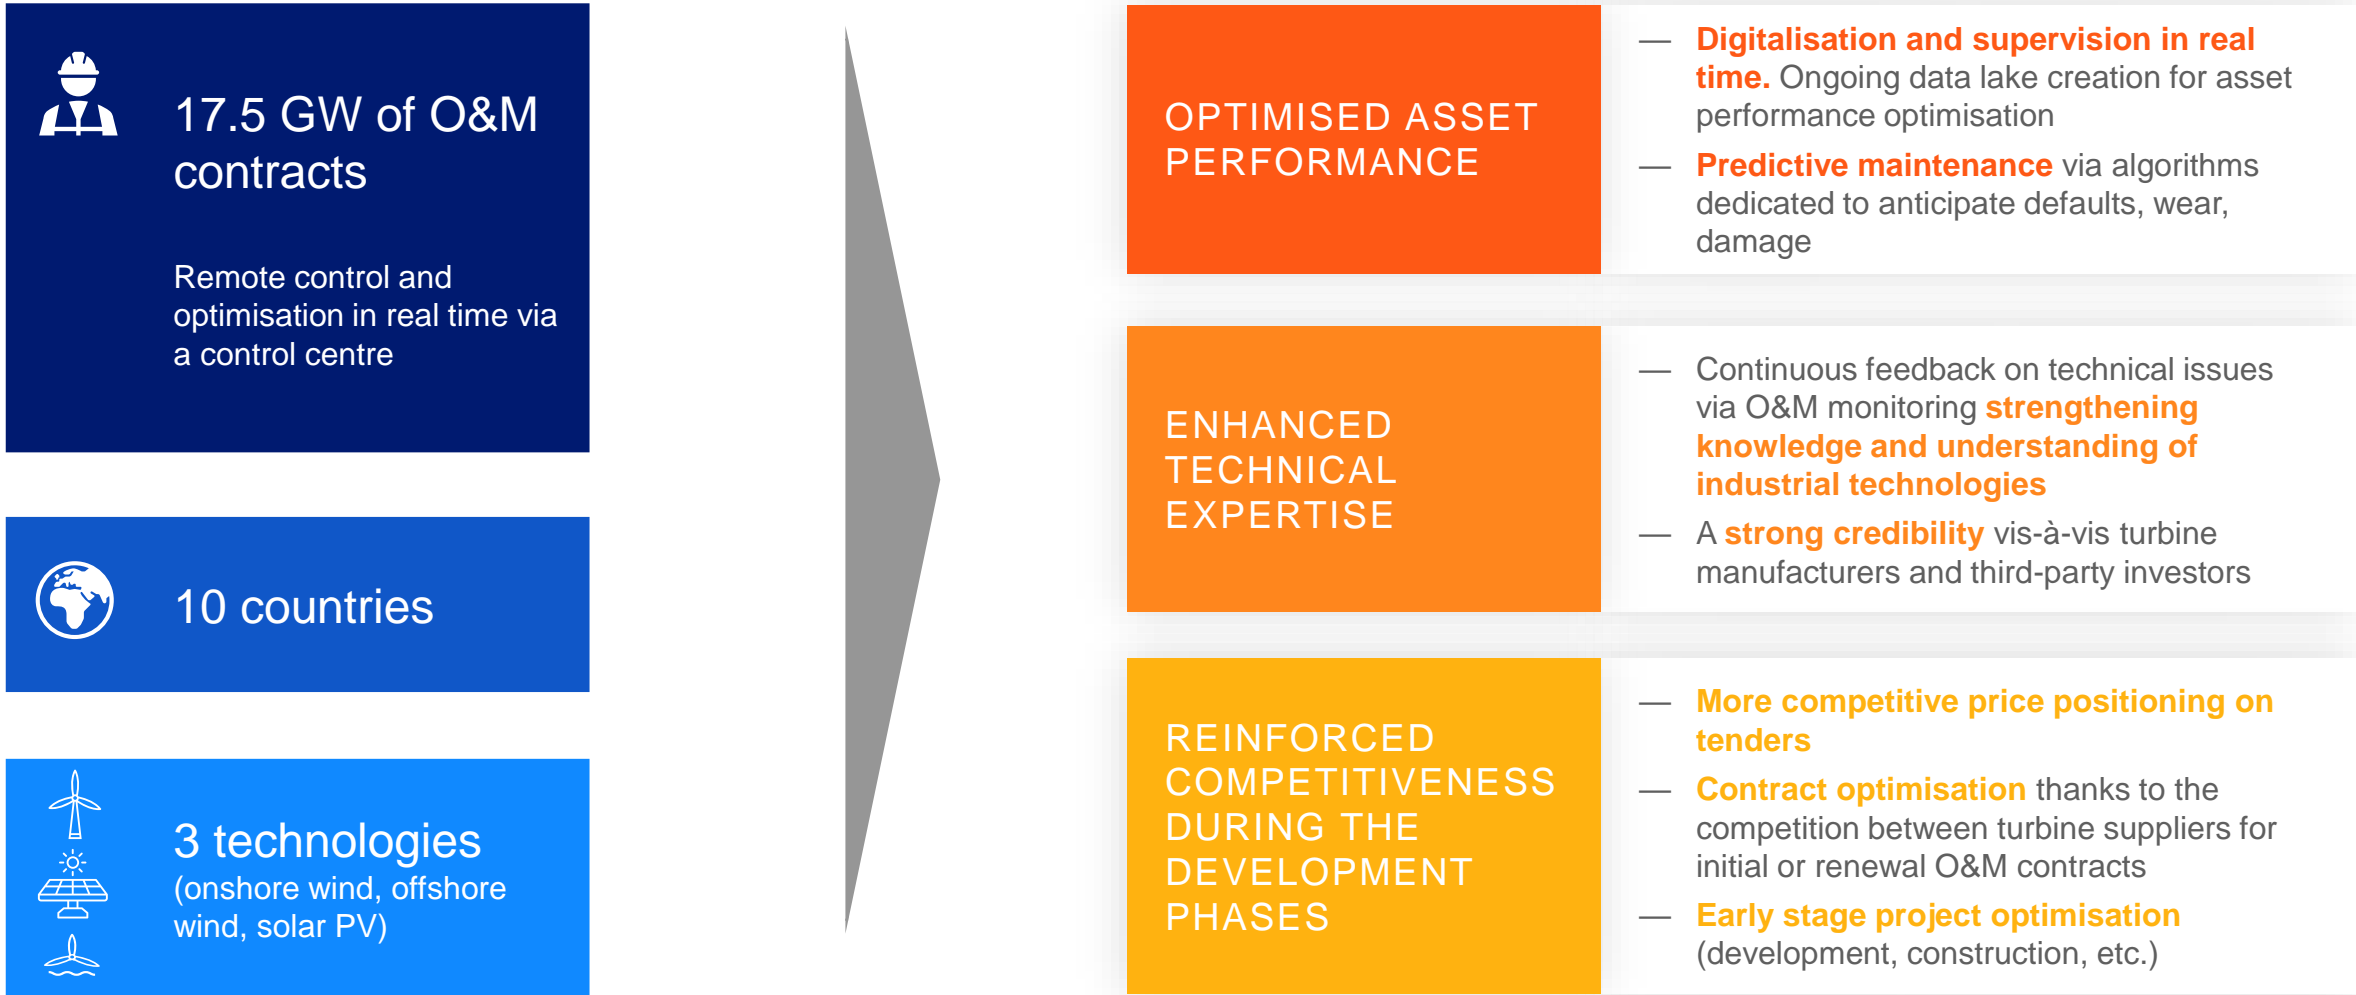 17.5 GW of O&M
contracts
Remote control and
optimisation in real time via
a control centre
10 countries
3 technologies
(onshore wind, offshore
wind, solar PV)
OPTIMISED ASSET
PERFORMANCE
— Digitalisation and supervision in real
time. Ongoing data lake creation for asset
performance optimisation
— Predictive maintenance via algorithms
dedicated to anticipate defaults, wear,
damage
ENHANCED
TECHNICAL
EXPERTISE
— Continuous feedback on technical issues
via O&M monitoring strengthening
knowledge and understanding of
industrial technologies
— A strong credibility vis-à-vis turbine
manufacturers and third-party investors
REINFORCED
COMPETITIVENESS
DURING THE
DEVELOPMENT
PHASES
— More competitive price positioning on
tenders
— Contract optimisation thanks to the
competition between turbine suppliers for
initial or renewal O&M contracts
— Early stage project optimisation
(development, construction, etc.)